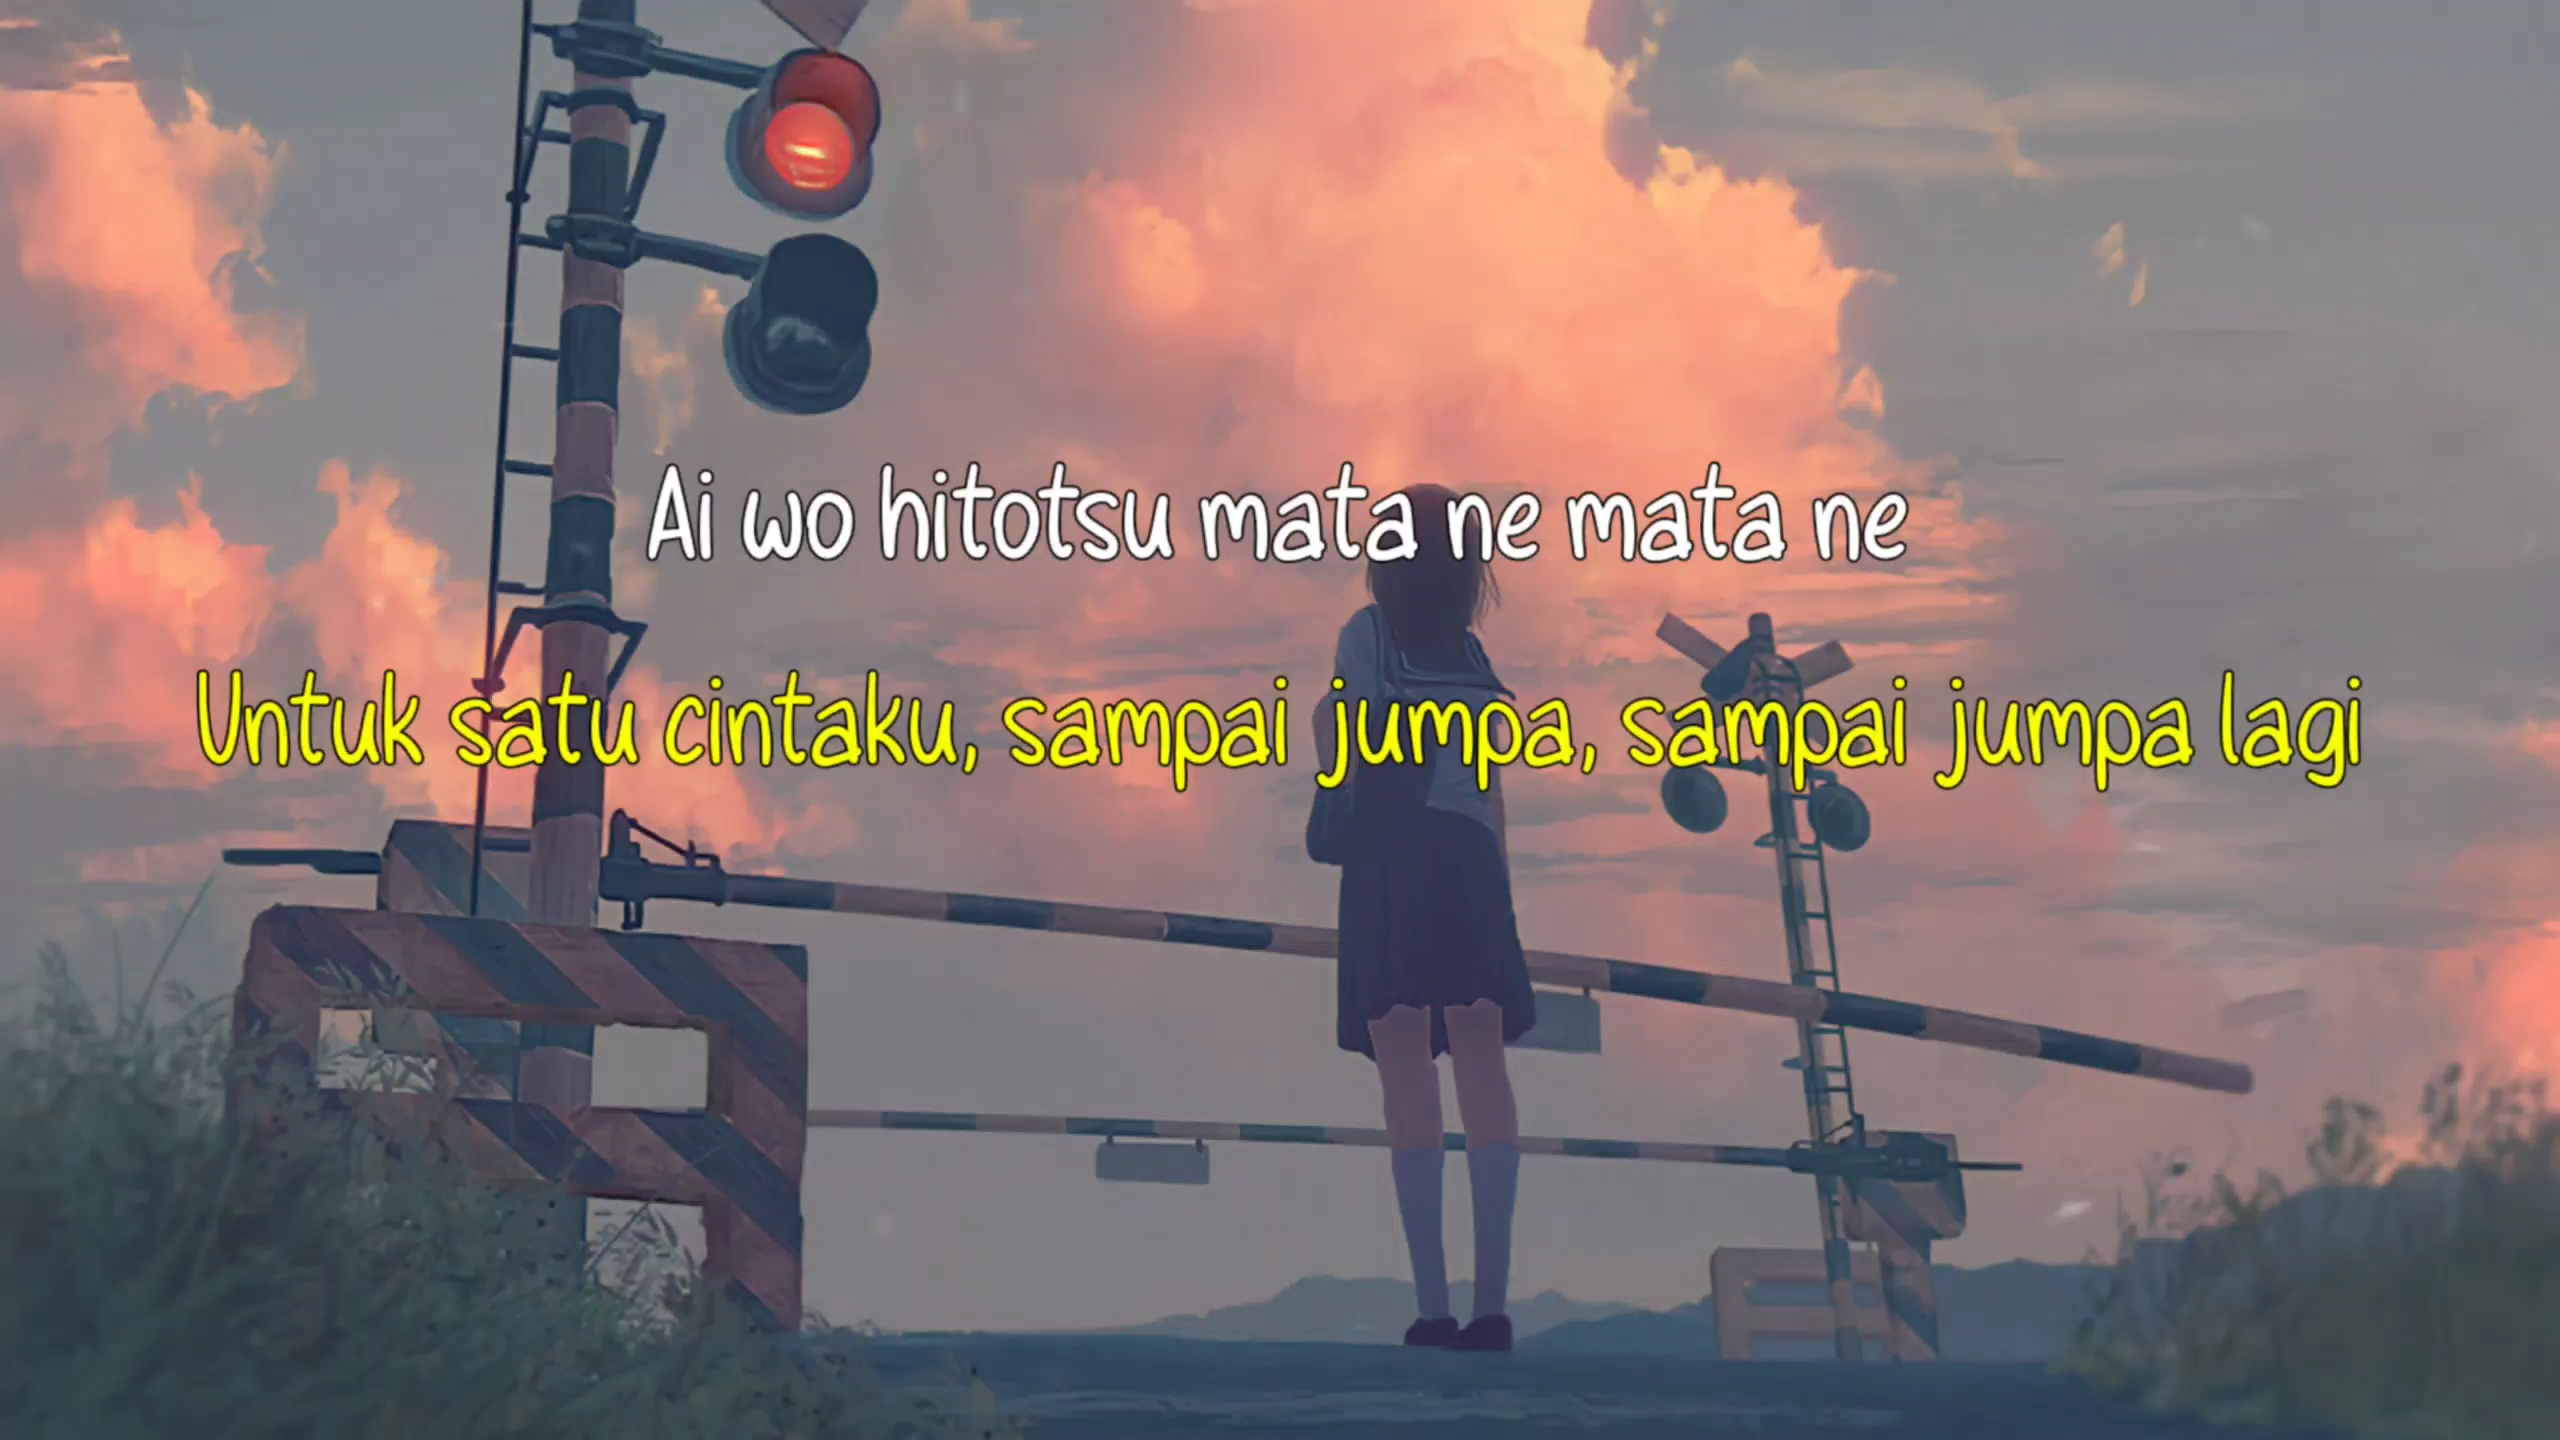 Ai wo hitotsu mata ne mata ne
Untuk satu cintaku, sampai jumpa, sampai jumpa lagi